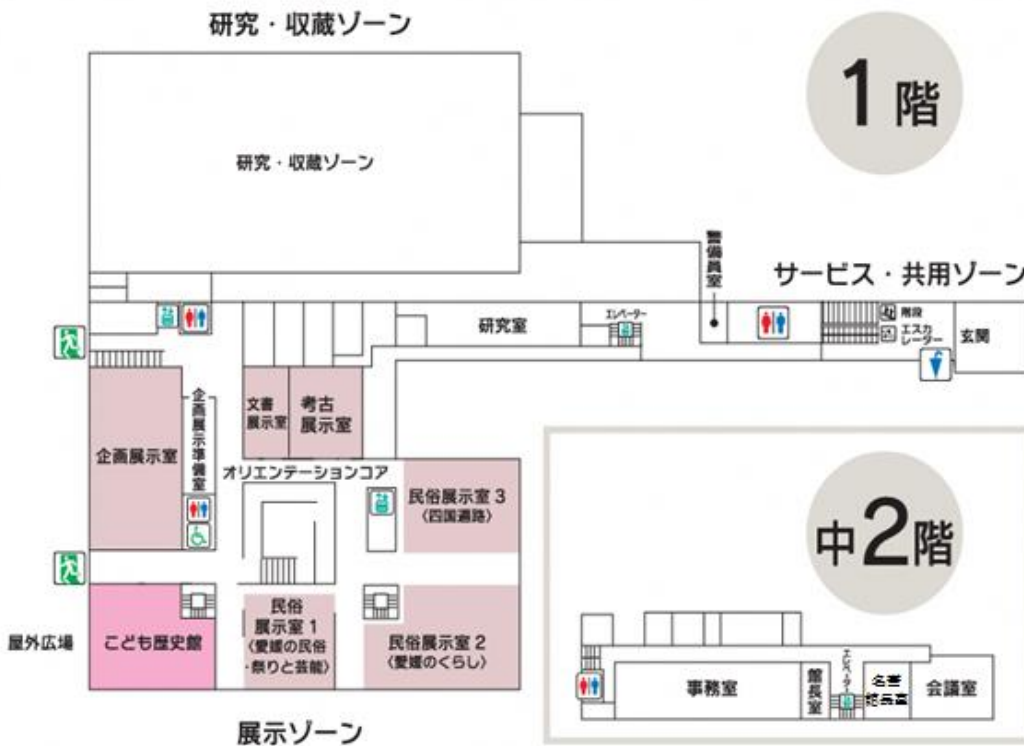 研究・収蔵ゾーン
1階
研究・収蔵ゾーン
警備員室
サービス・共用ゾーン
研究室
エレベーター
階段
エスカ
レーター
玄関
企画展示準備室
文書
展示室
考古
展示室
企画展示室
オリエンテーションコア
民俗展示室3
〈四国遍路〉
中2階
屋外広場
こども歴史館
民俗
展示室1
〈愛媛の民俗
・祭りと芸能〉
民俗展示室2
〈愛媛のくらし〉
事務室
館長室
エレベーター
名誉
館長室
会議室
展示ゾーン